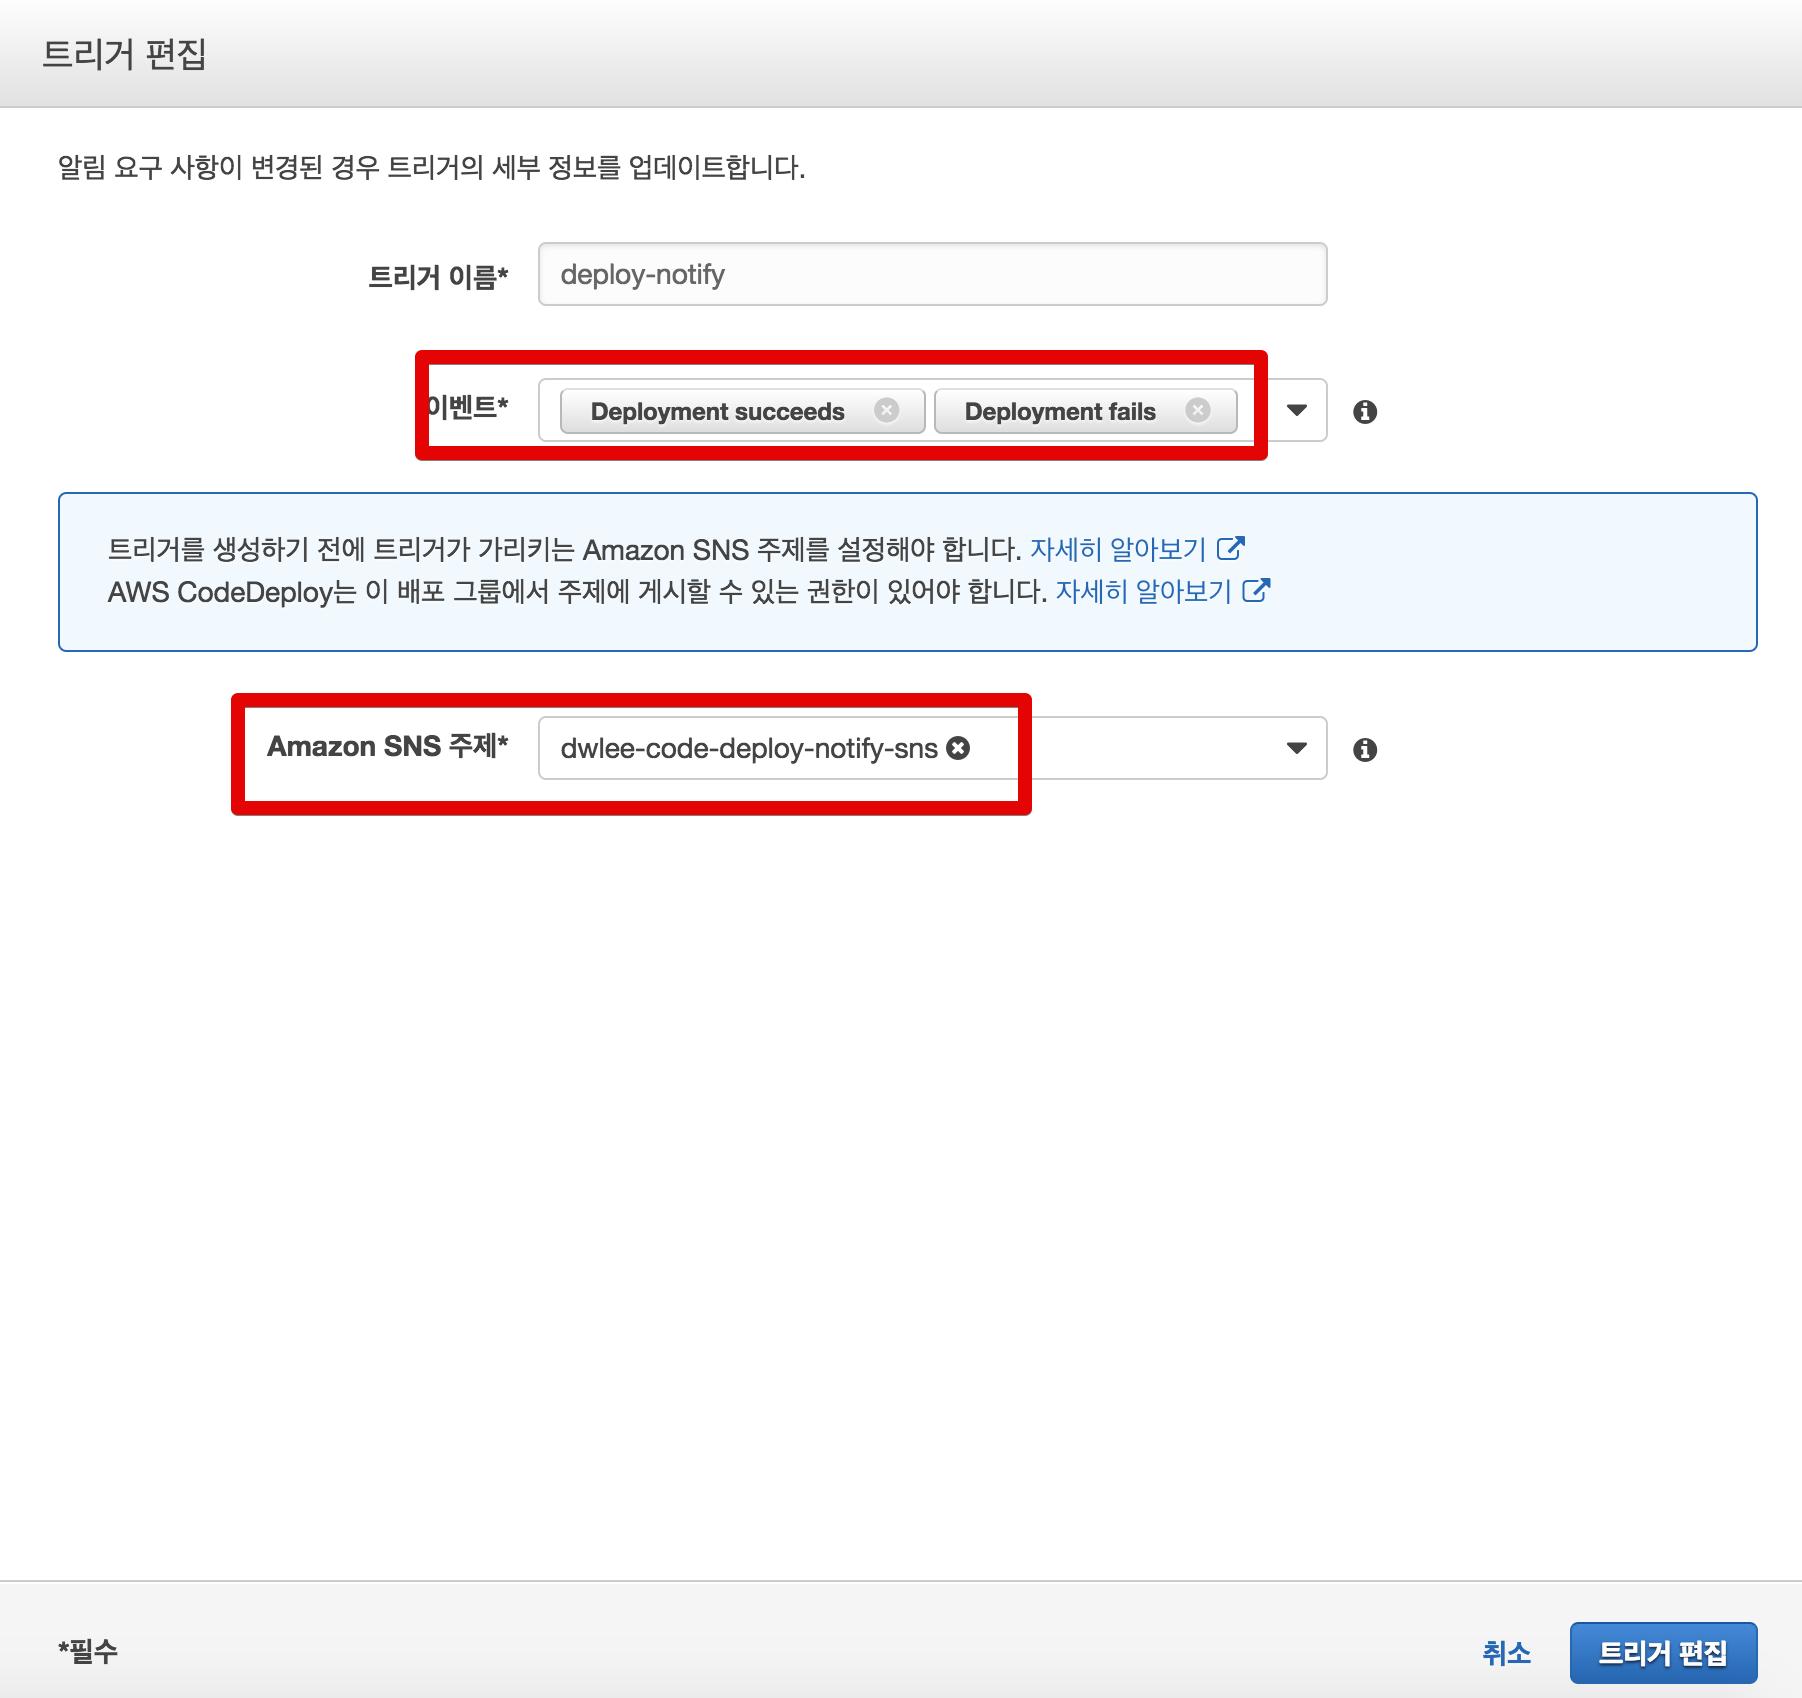 트리거 편집
알림 요구 사항이 변경된 경우 트리거의 세부 정보를 업데이트합니다.
트리거 이름* deploy-notify
이벤트* Deployment succeeds Deployment fails
트리거를 생성하기 전에 트리거가 가리키는 Amazon SNS 주제를 설정해야 합니다. 자세히 알아보기
AWS CodeDeploy는 이 배포 그룹에서 주제에 게시할 수 있는 권한이 있어야 합니다. 자세히 알아보기
Amazon SNS 주제* dwlee-code-deploy-notify-sns
*필수 취소 트리거 편집